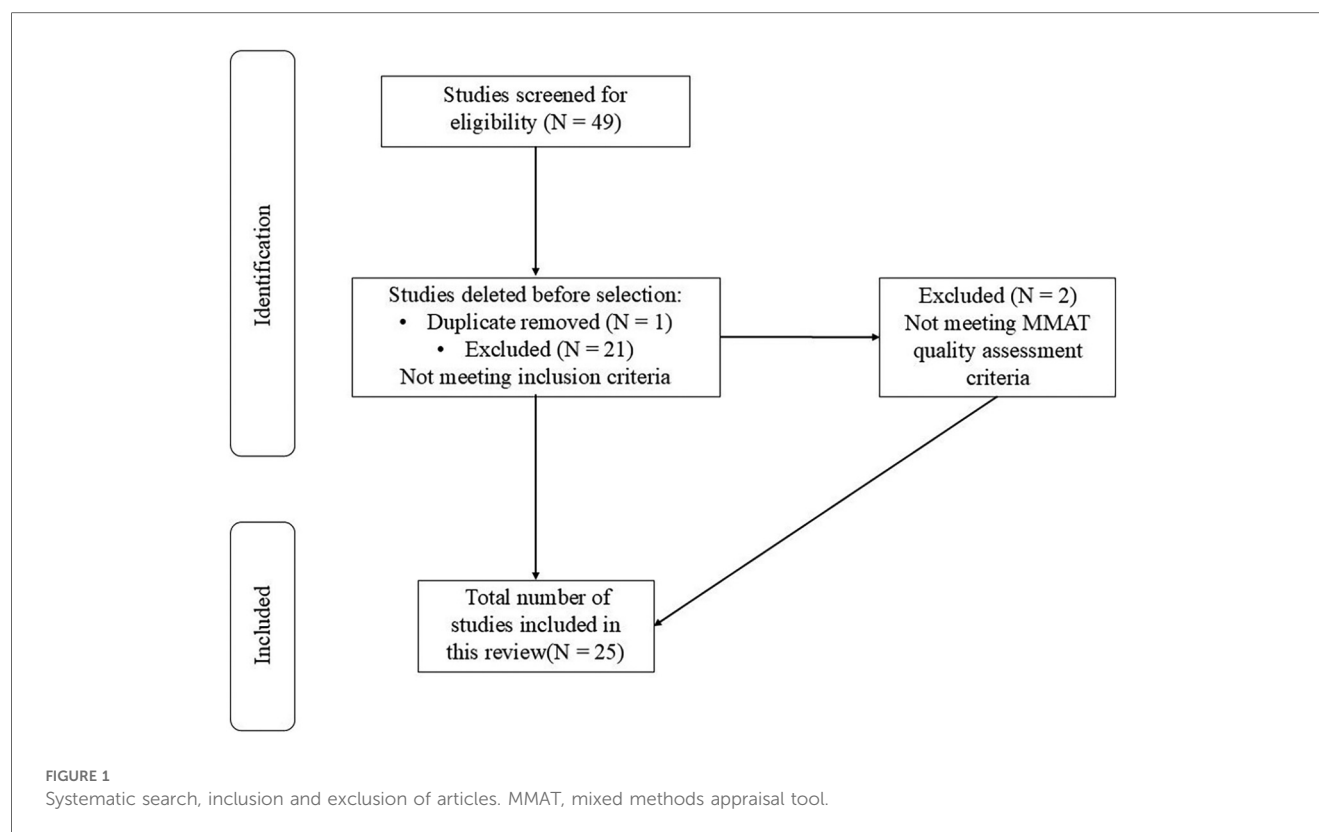 Identification
Studies screened for
eligibility (N = 49)
Studies deleted before selection:
• Duplicate removed (N = 1)
• Excluded (N = 21)
Not meeting inclusion criteria
Excluded (N = 2)
Not meeting MMAT
quality assessment
criteria
Included
Total number of
studies included in
this review(N = 25)
FIGURE 1
Systematic search, inclusion and exclusion of articles. MMAT, mixed methods appraisal tool.